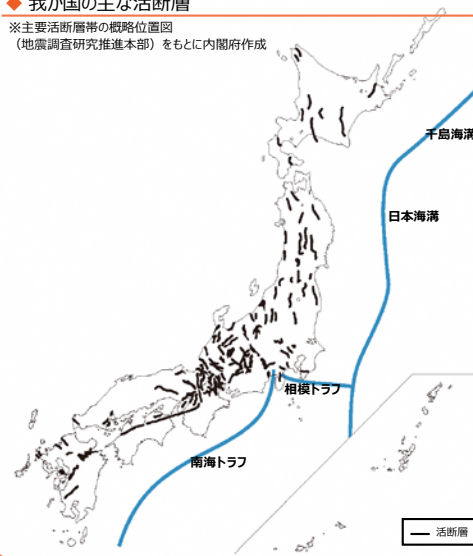 ◆ 我が国の主な活断層
※主要活断層帯の概略位置図
（地震調査研究推進本部）をもとに内閣府作成
千島海溝
日本海溝
相模トラフ
南海トラフ
活断層